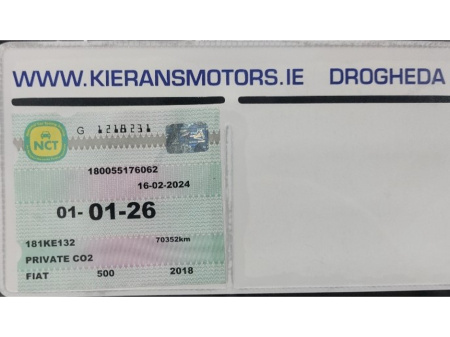 WWW.KIERANSMOTORS.IE DROGHEDA
G 1218231
NCT
180055176062
16-02-2024
01- 01-26
181KE132 70352km
PRIVATE CO2
FIAT 500 2018